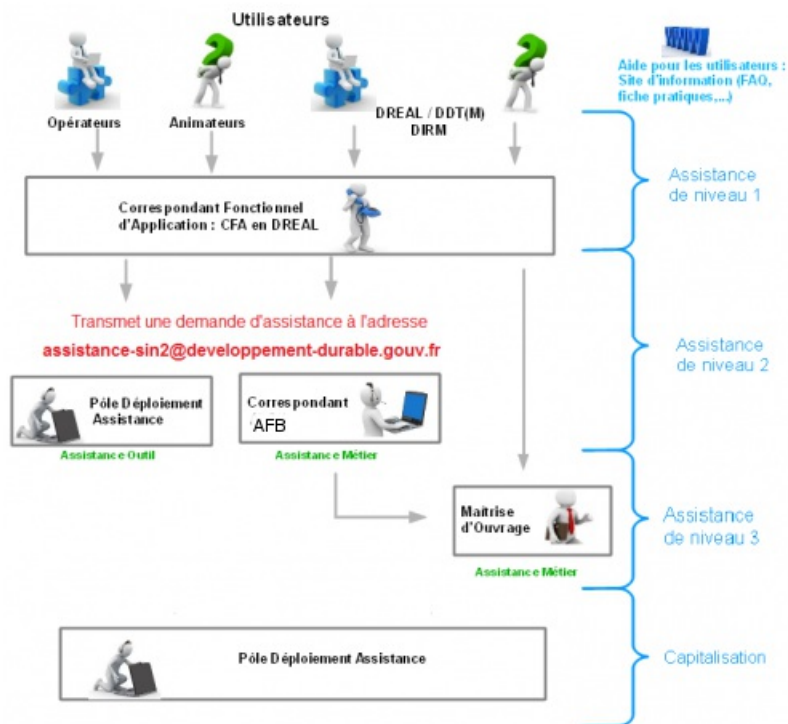 Utilisateurs
Aide pour les utilisateurs :
Site d'information (FAQ,
fiche pratiques,...)
Opérateurs
Animateurs
DREAL / DDT(M)
DIRM
Assistance
de niveau 1
Correspondant Fonctionnel
d'Application : CFA en DREAL
Transmet une demande d'assistance à l'adresse
assistance-sin2@developpement-durable.gouv.fr
Assistance
de niveau 2
Pôle Déploiement
Assistance
Correspondant
AFB
Assistance Outil
Assistance Métier
Maîtrise
d'Ouvrage
Assistance
de niveau 3
Assistance Métier
Pôle Déploiement Assistance
Capitalisation